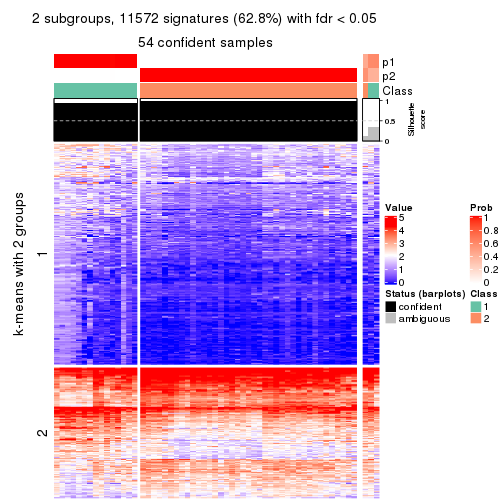 2 subgroups, 11572 signatures (62.8%) with fdr < 0.05
54 confident samples
p1
p2
Class
1
0.5
0
Silhouette
score
k-means with 2 groups
1
2
Value
5
4
3
2
1
0
Prob
1
0.8
0.6
0.4
0.2
0
Status (barplots)
confident
ambiguous
Class
1
2